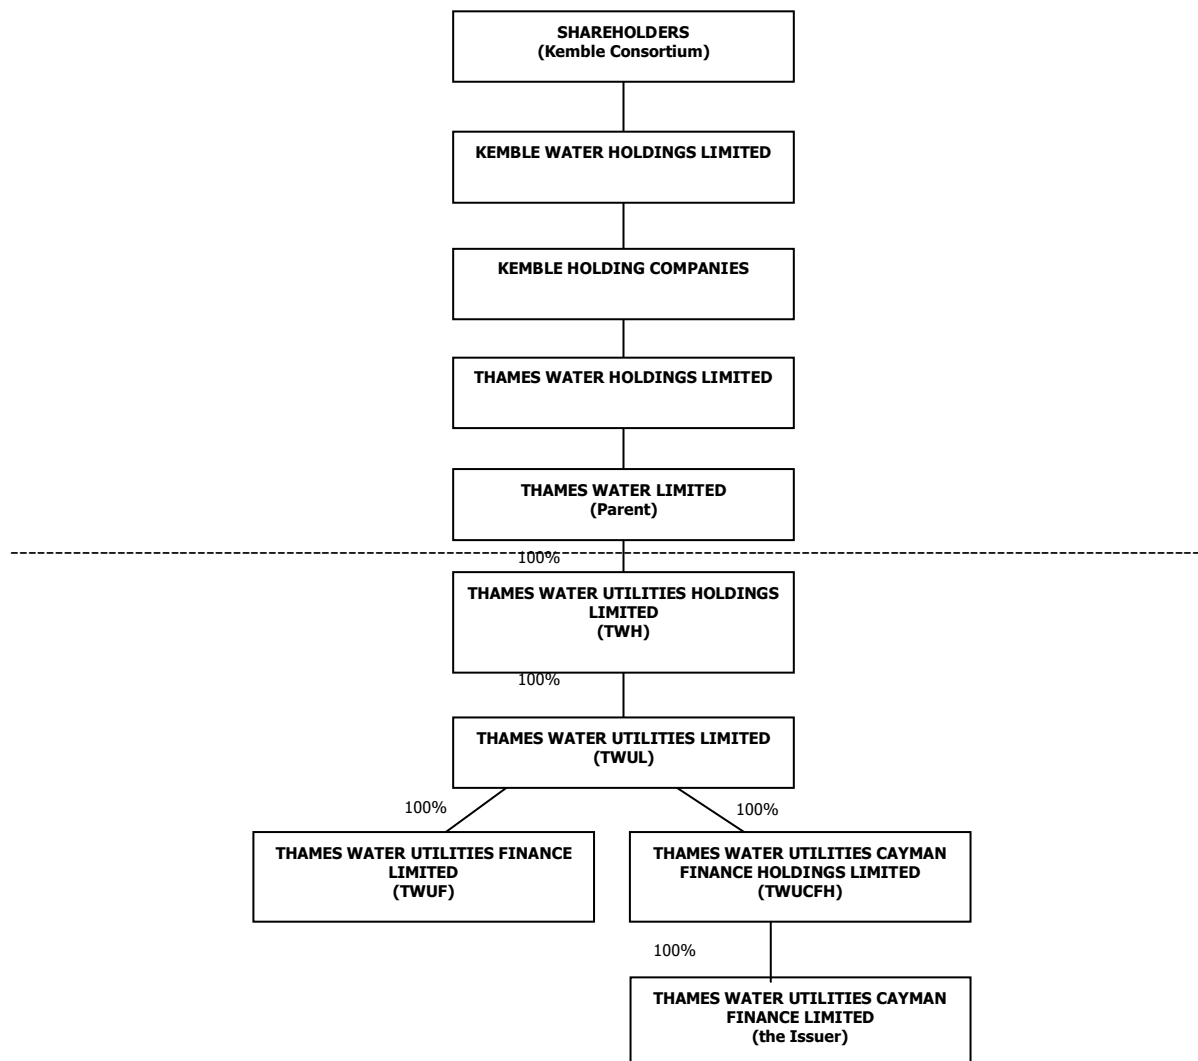 SHAREHOLDERS
(Kemble Consortium)
KEMBLE WATER HOLDINGS LIMITED
KEMBLE HOLDING COMPANIES
THAMES WATER HOLDINGS LIMITED
THAMES WATER LIMITED
(Parent)
100%
THAMES WATER UTILITIES HOLDINGS
LIMITED
(TWH)
100%
THAMES WATER UTILITIES LIMITED
(TWUL)
100%
100%
THAMES WATER UTILITIES FINANCE
LIMITED
(TWUF)
THAMES WATER UTILITIES CAYMAN
FINANCE HOLDINGS LIMITED
(TWUCFH)
100%
THAMES WATER UTILITIES CAYMAN
FINANCE LIMITED
(the Issuer)